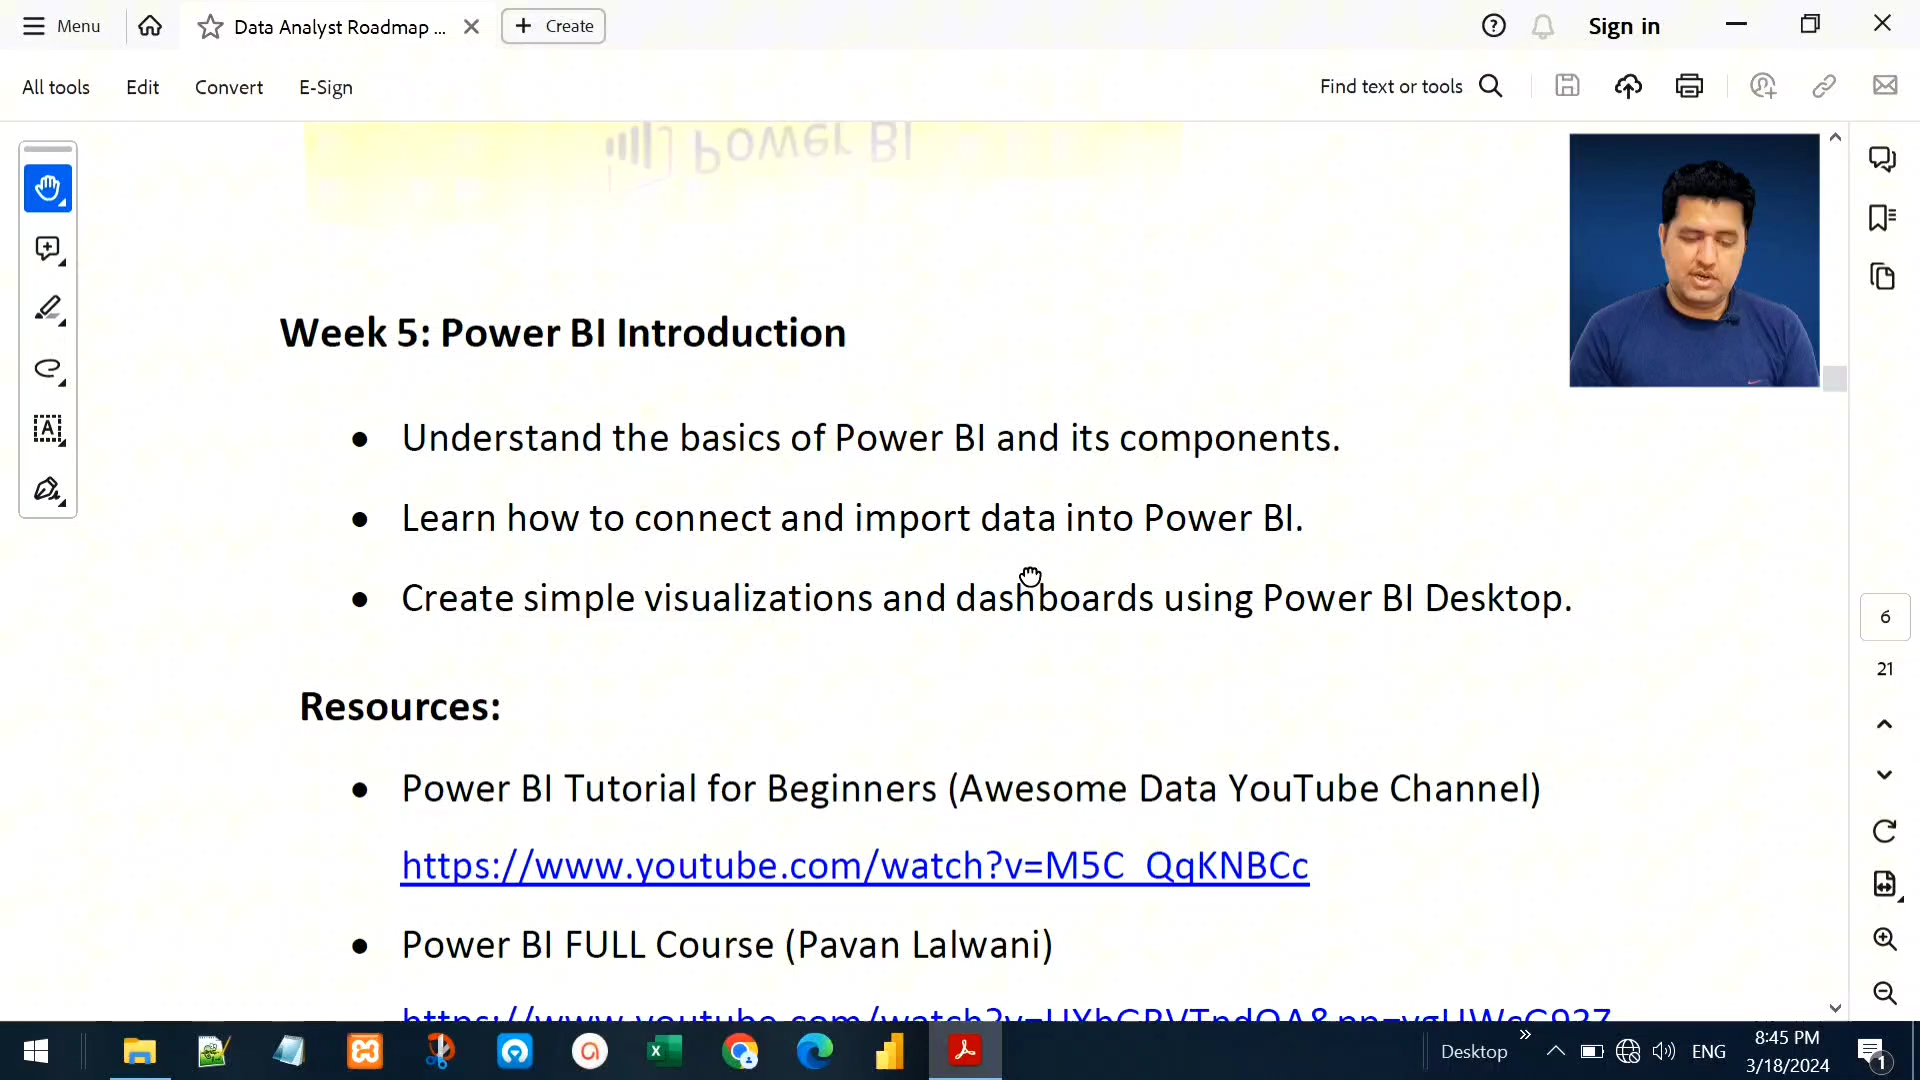 Menu
Data Analyst Roadmap ...
Create
Sign in
All tools
Edit
Convert
E-Sign
Find text or tools
Power BI
Week 5: Power BI Introduction
Understand the basics of Power BI and its components.
Learn how to connect and import data into Power BI.
Create simple visualizations and dashboards using Power BI Desktop.
Resources:
Power BI Tutorial for Beginners (Awesome Data YouTube Channel)
https://www.youtube.com/watch?v=M5C_QqKNBCc
Power BI FULL Course (Pavan Lalwani)
6
21
Desktop
ENG
8:45 PM
3/18/2024
1